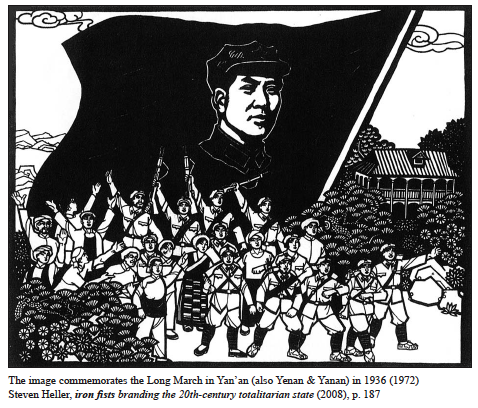 The image commemorates the Long March in Yan’an (also Yenan & Yanan) in 1936 (1972)
Steven Heller, iron fists branding the 20th-century totalitarian state (2008), p. 187